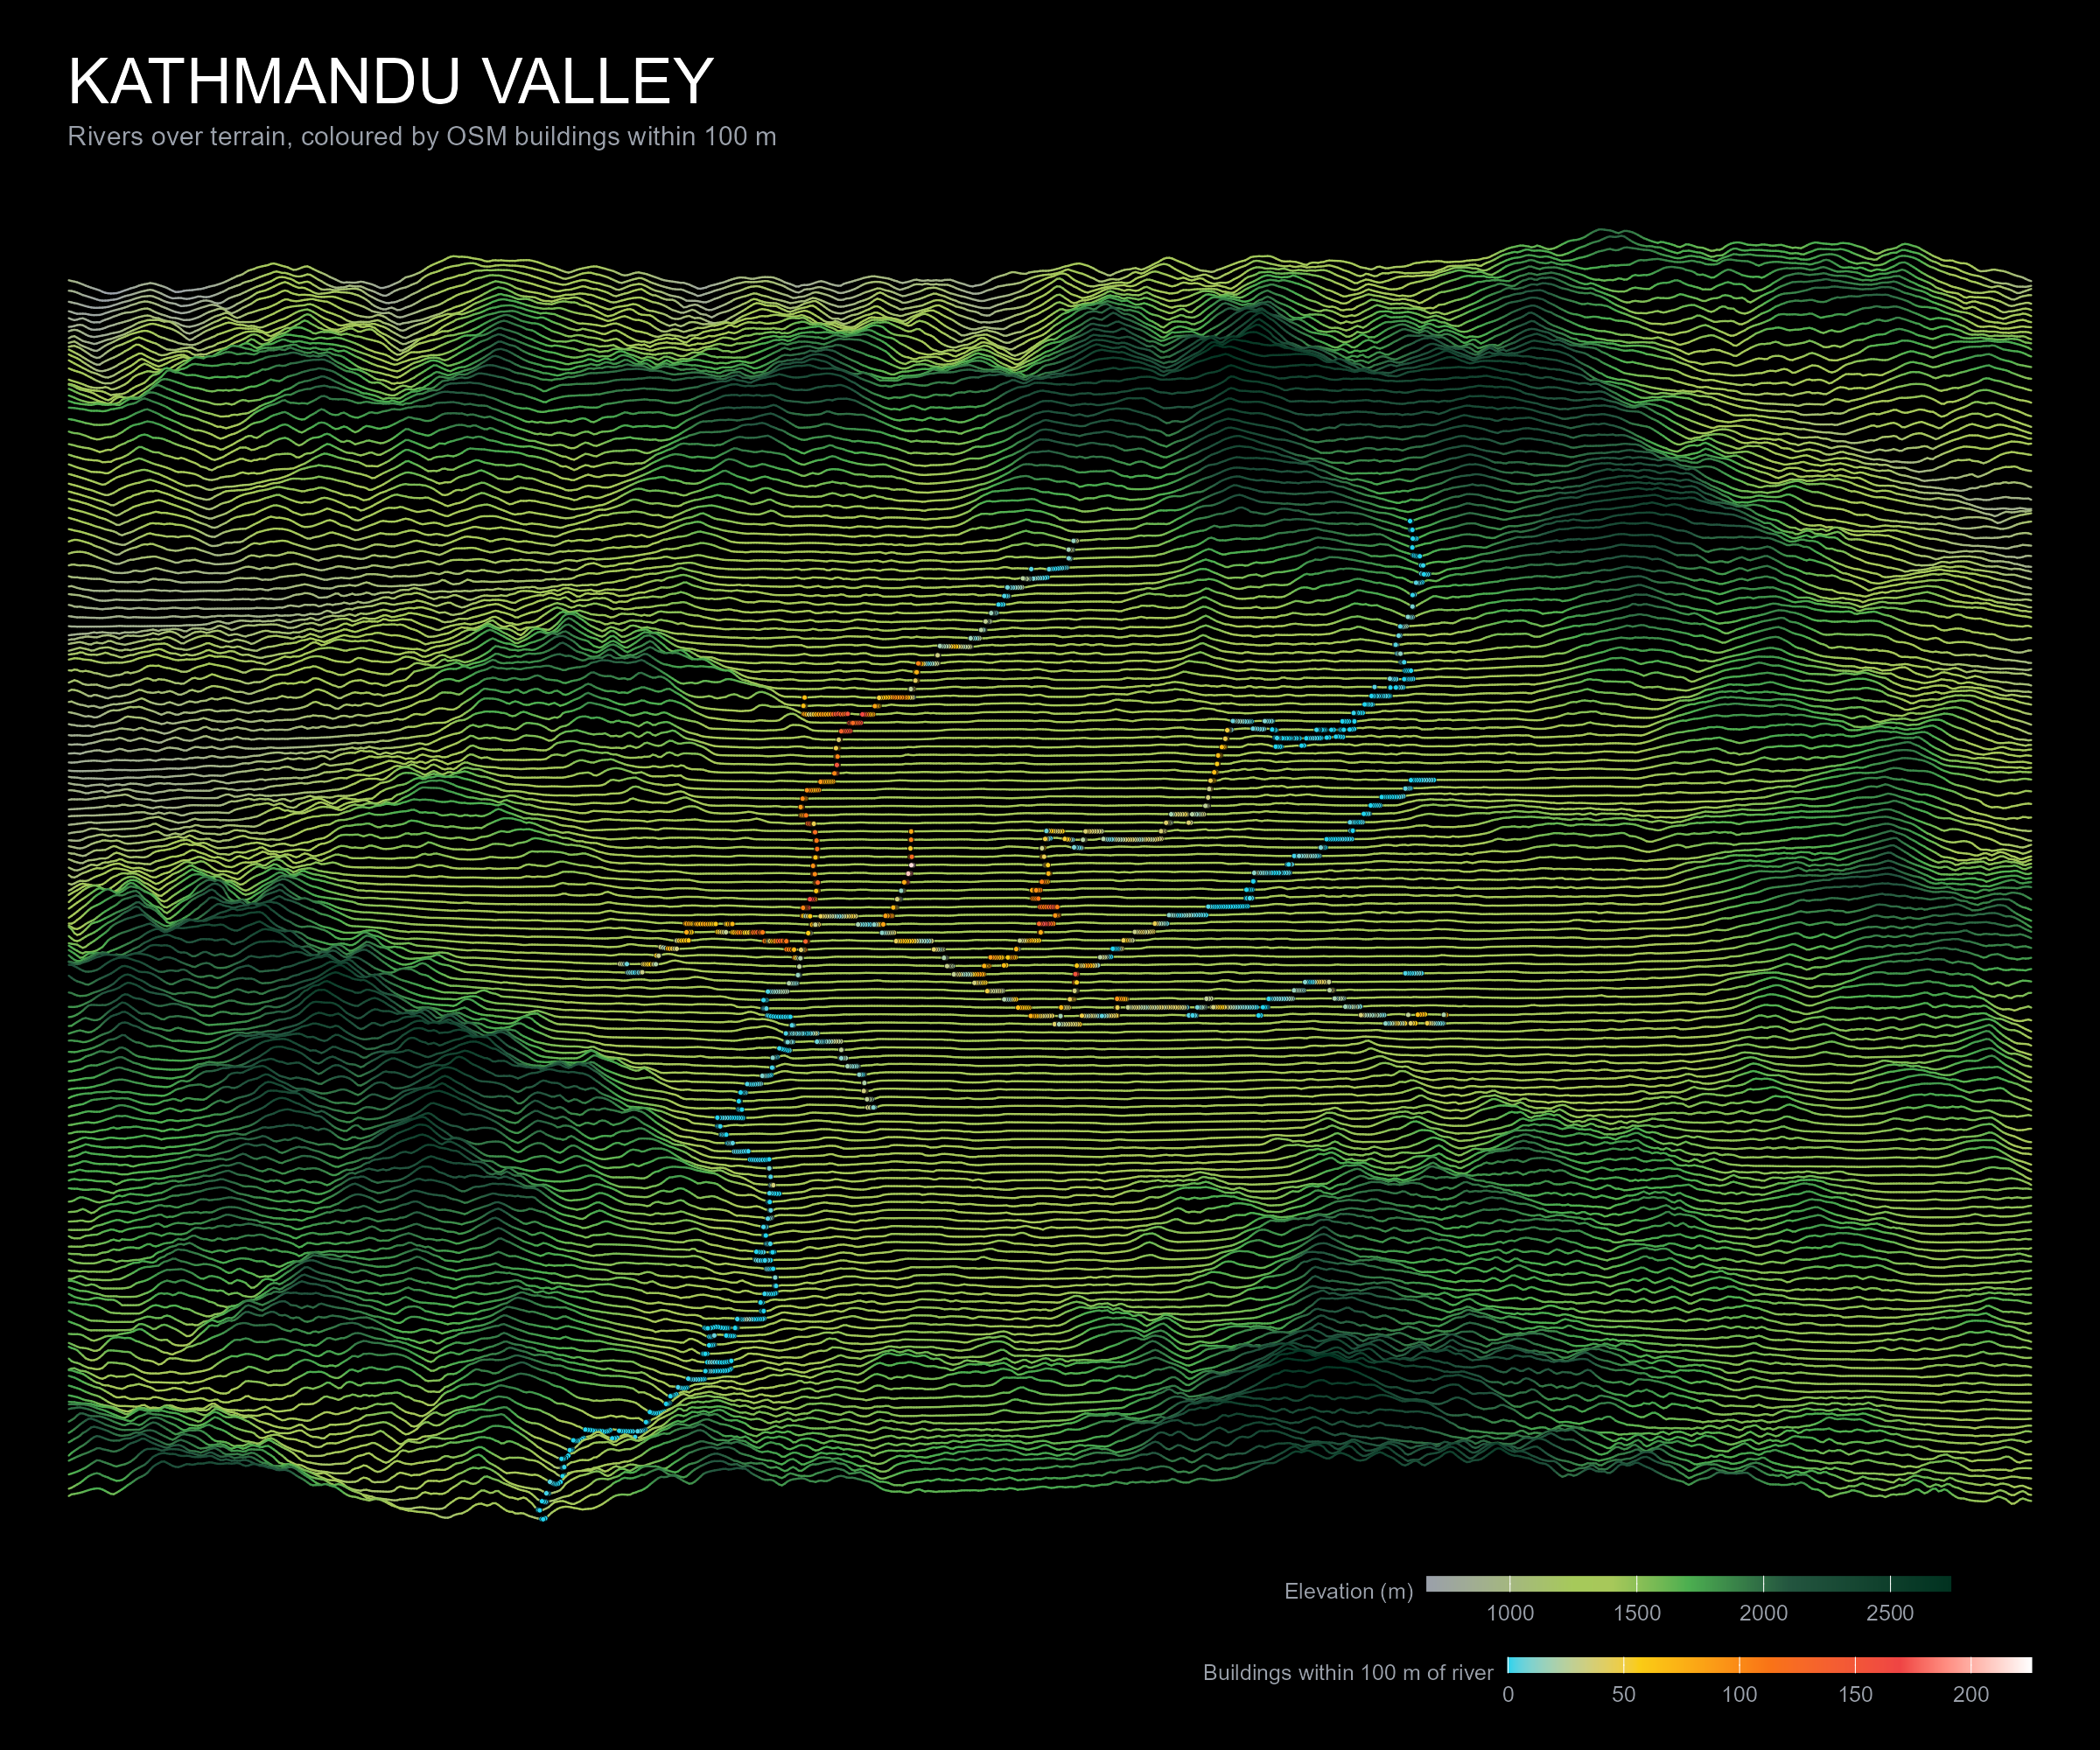 KATHMANDU VALLEY
Rivers over terrain, coloured by OSM buildings within 100 m
Elevation (m)
1000 1500 2000 2500
Buildings within 100 m of river
0 50 100 150 200